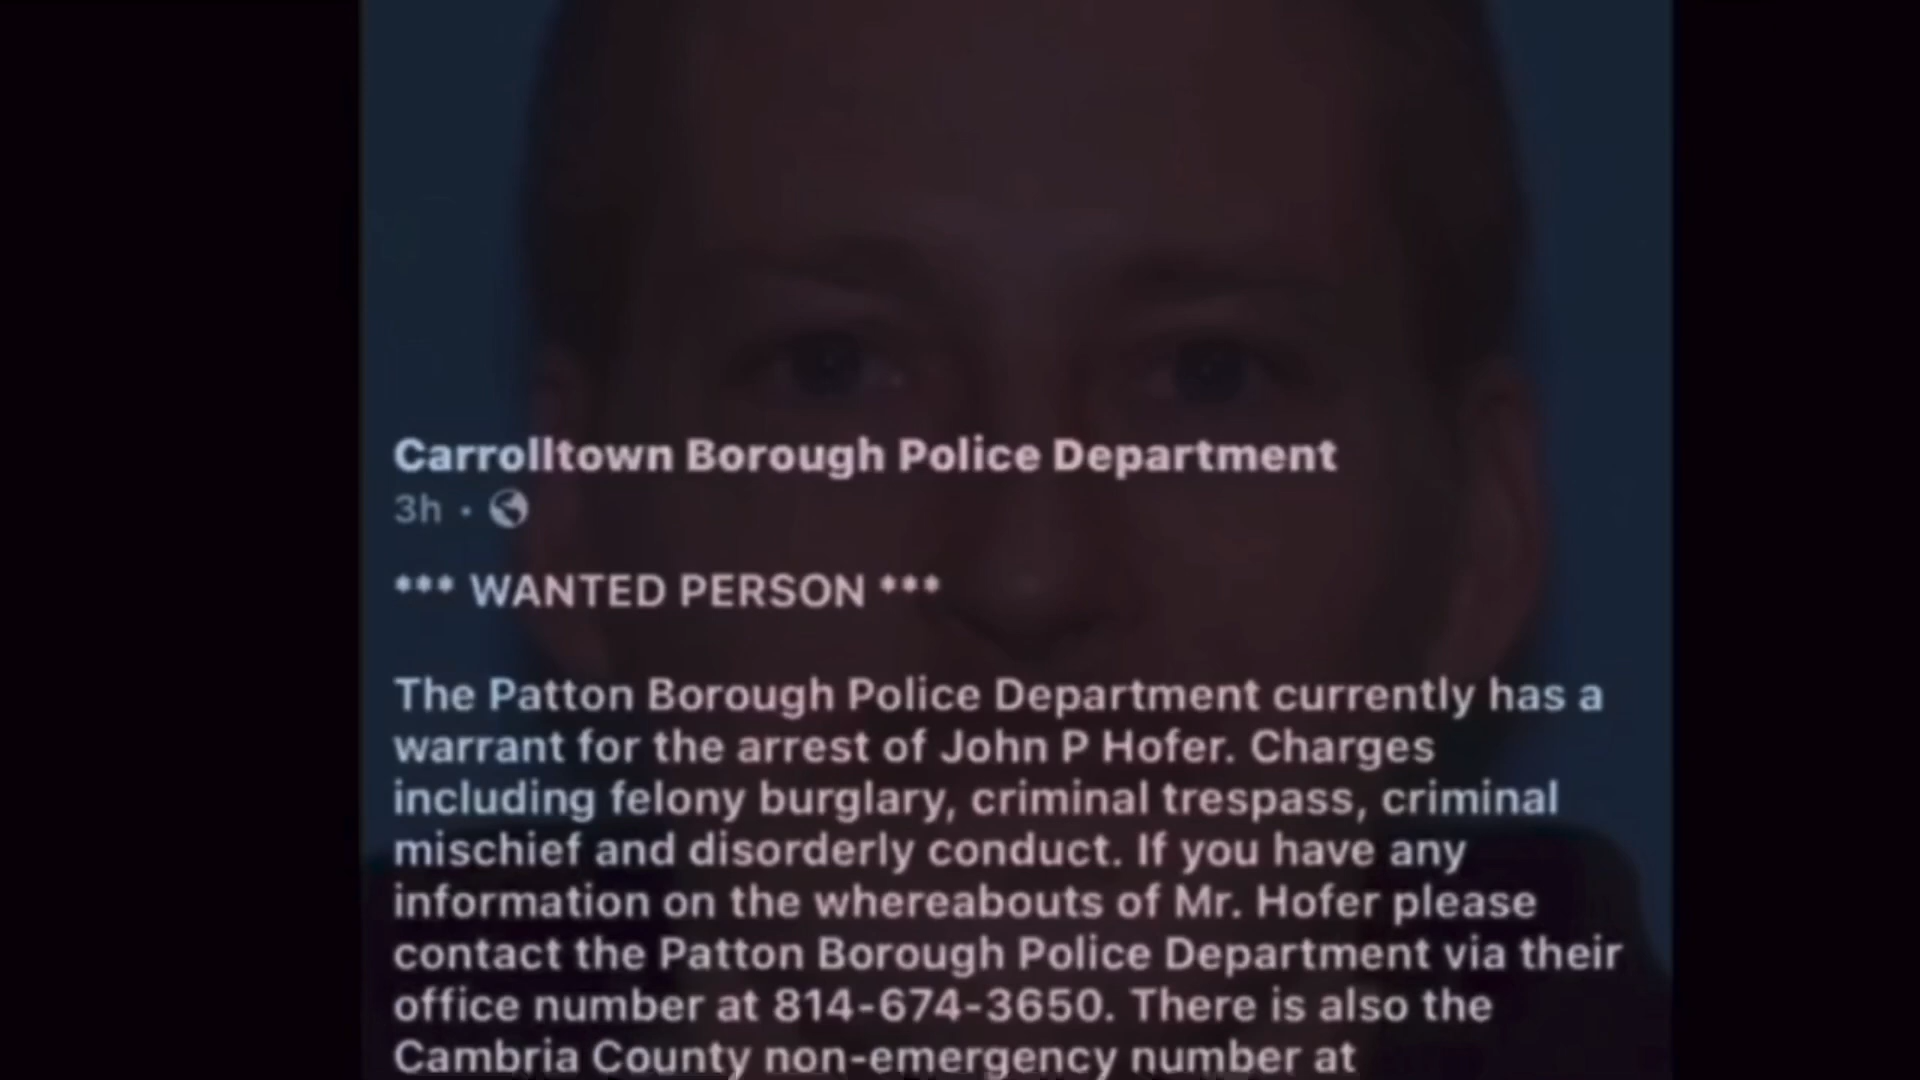 Carrolltown Borough Police Department
3h ·
*** WANTED PERSON ***
The Patton Borough Police Department currently has a
warrant for the arrest of John P Hofer. Charges
including felony burglary, criminal trespass, criminal
mischief and disorderly conduct. If you have any
information on the whereabouts of Mr. Hofer please
contact the Patton Borough Police Department via their
office number at 814-674-3650. There is also the
Cambria County non-emergency number at